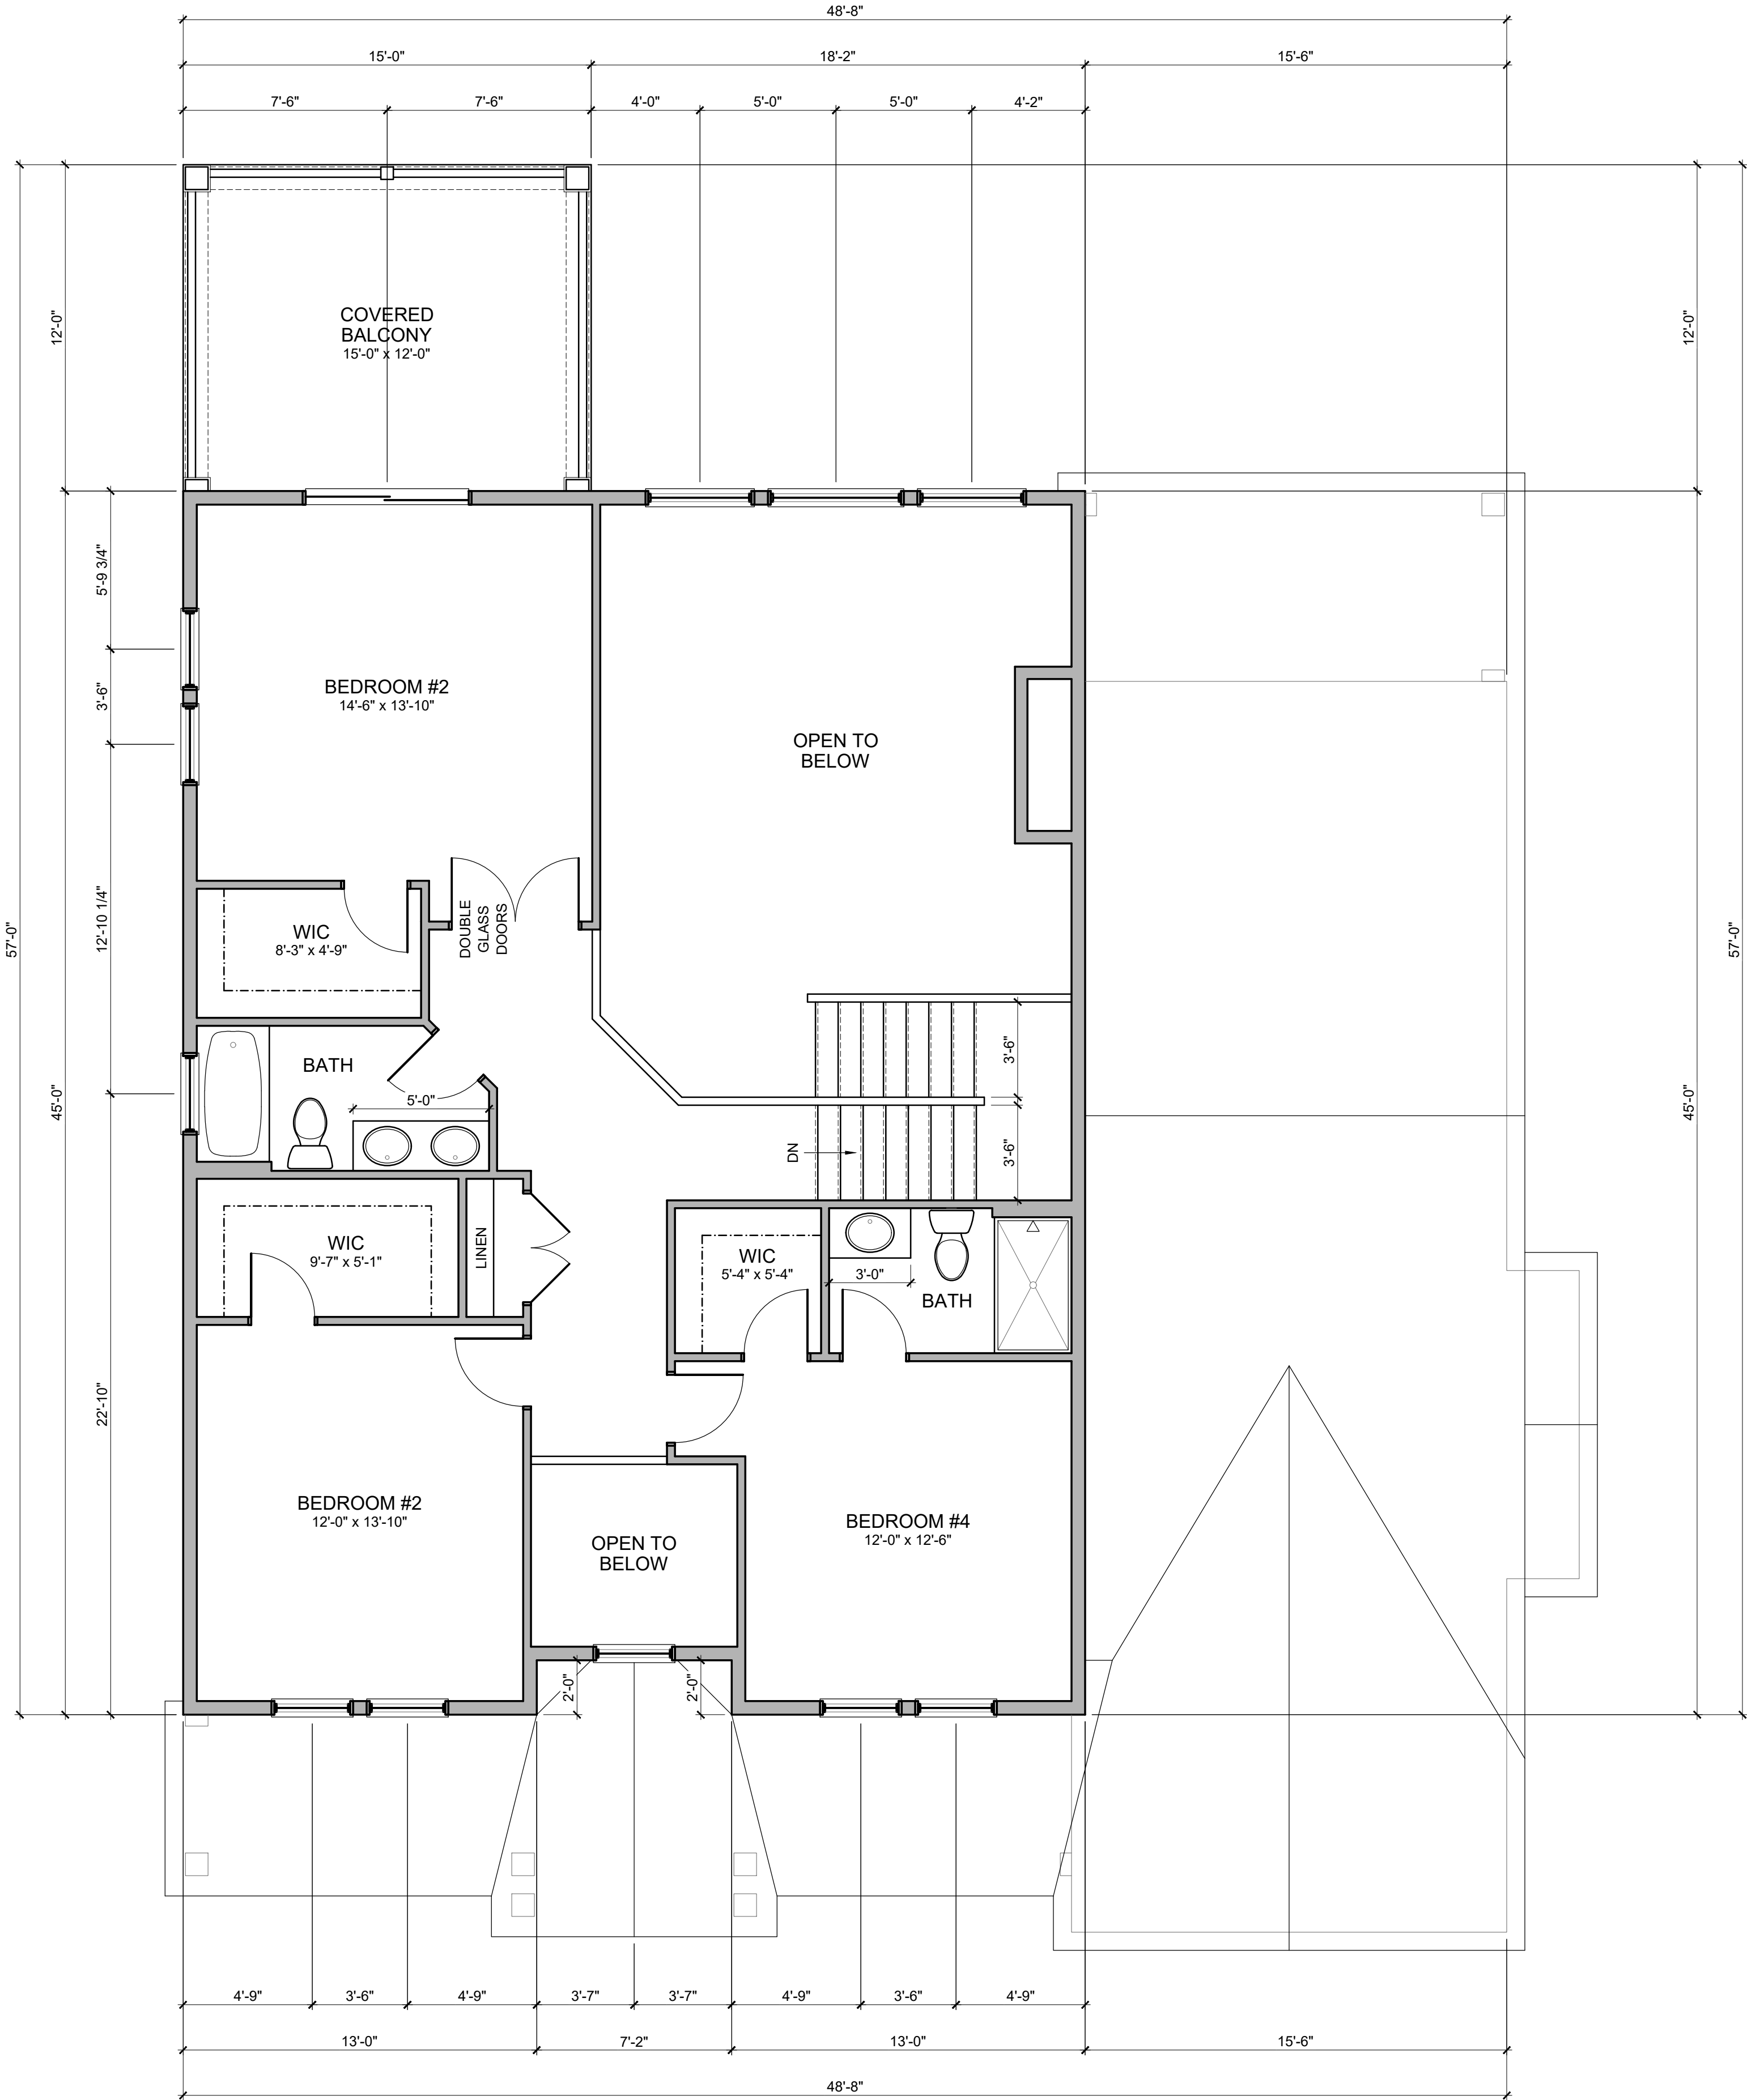 48'-8"
15'-0"
18'-2"
15'-6"
7'-6"
7'-6"
4'-0"
5'-0"
5'-0"
4'-2"
12'-0"
12'-0"
COVERED
BALCONY
15'-0" x 12'-0"
5'-9 3/4"
3'-6"
BEDROOM #2
14'-6" x 13'-10"
OPEN TO
BELOW
57'-0"
57'-0"
12'-10 1/4"
WIC
8'-3" x 4'-9"
DOUBLE
GLASS
DOORS
45'-0"
45'-0"
BATH
5'-0"
3'-6"
3'-6"
DN
WIC
9'-7" x 5'-1"
LINEN
WIC
5'-4" x 5'-4"
3'-0"
BATH
22'-10"
BEDROOM #2
12'-0" x 13'-10"
OPEN TO
BELOW
BEDROOM #4
12'-0" x 12'-6"
2'-0"
2'-0"
4'-9"
3'-6"
4'-9"
3'-7"
3'-7"
4'-9"
3'-6"
4'-9"
13'-0"
7'-2"
13'-0"
15'-6"
48'-8"